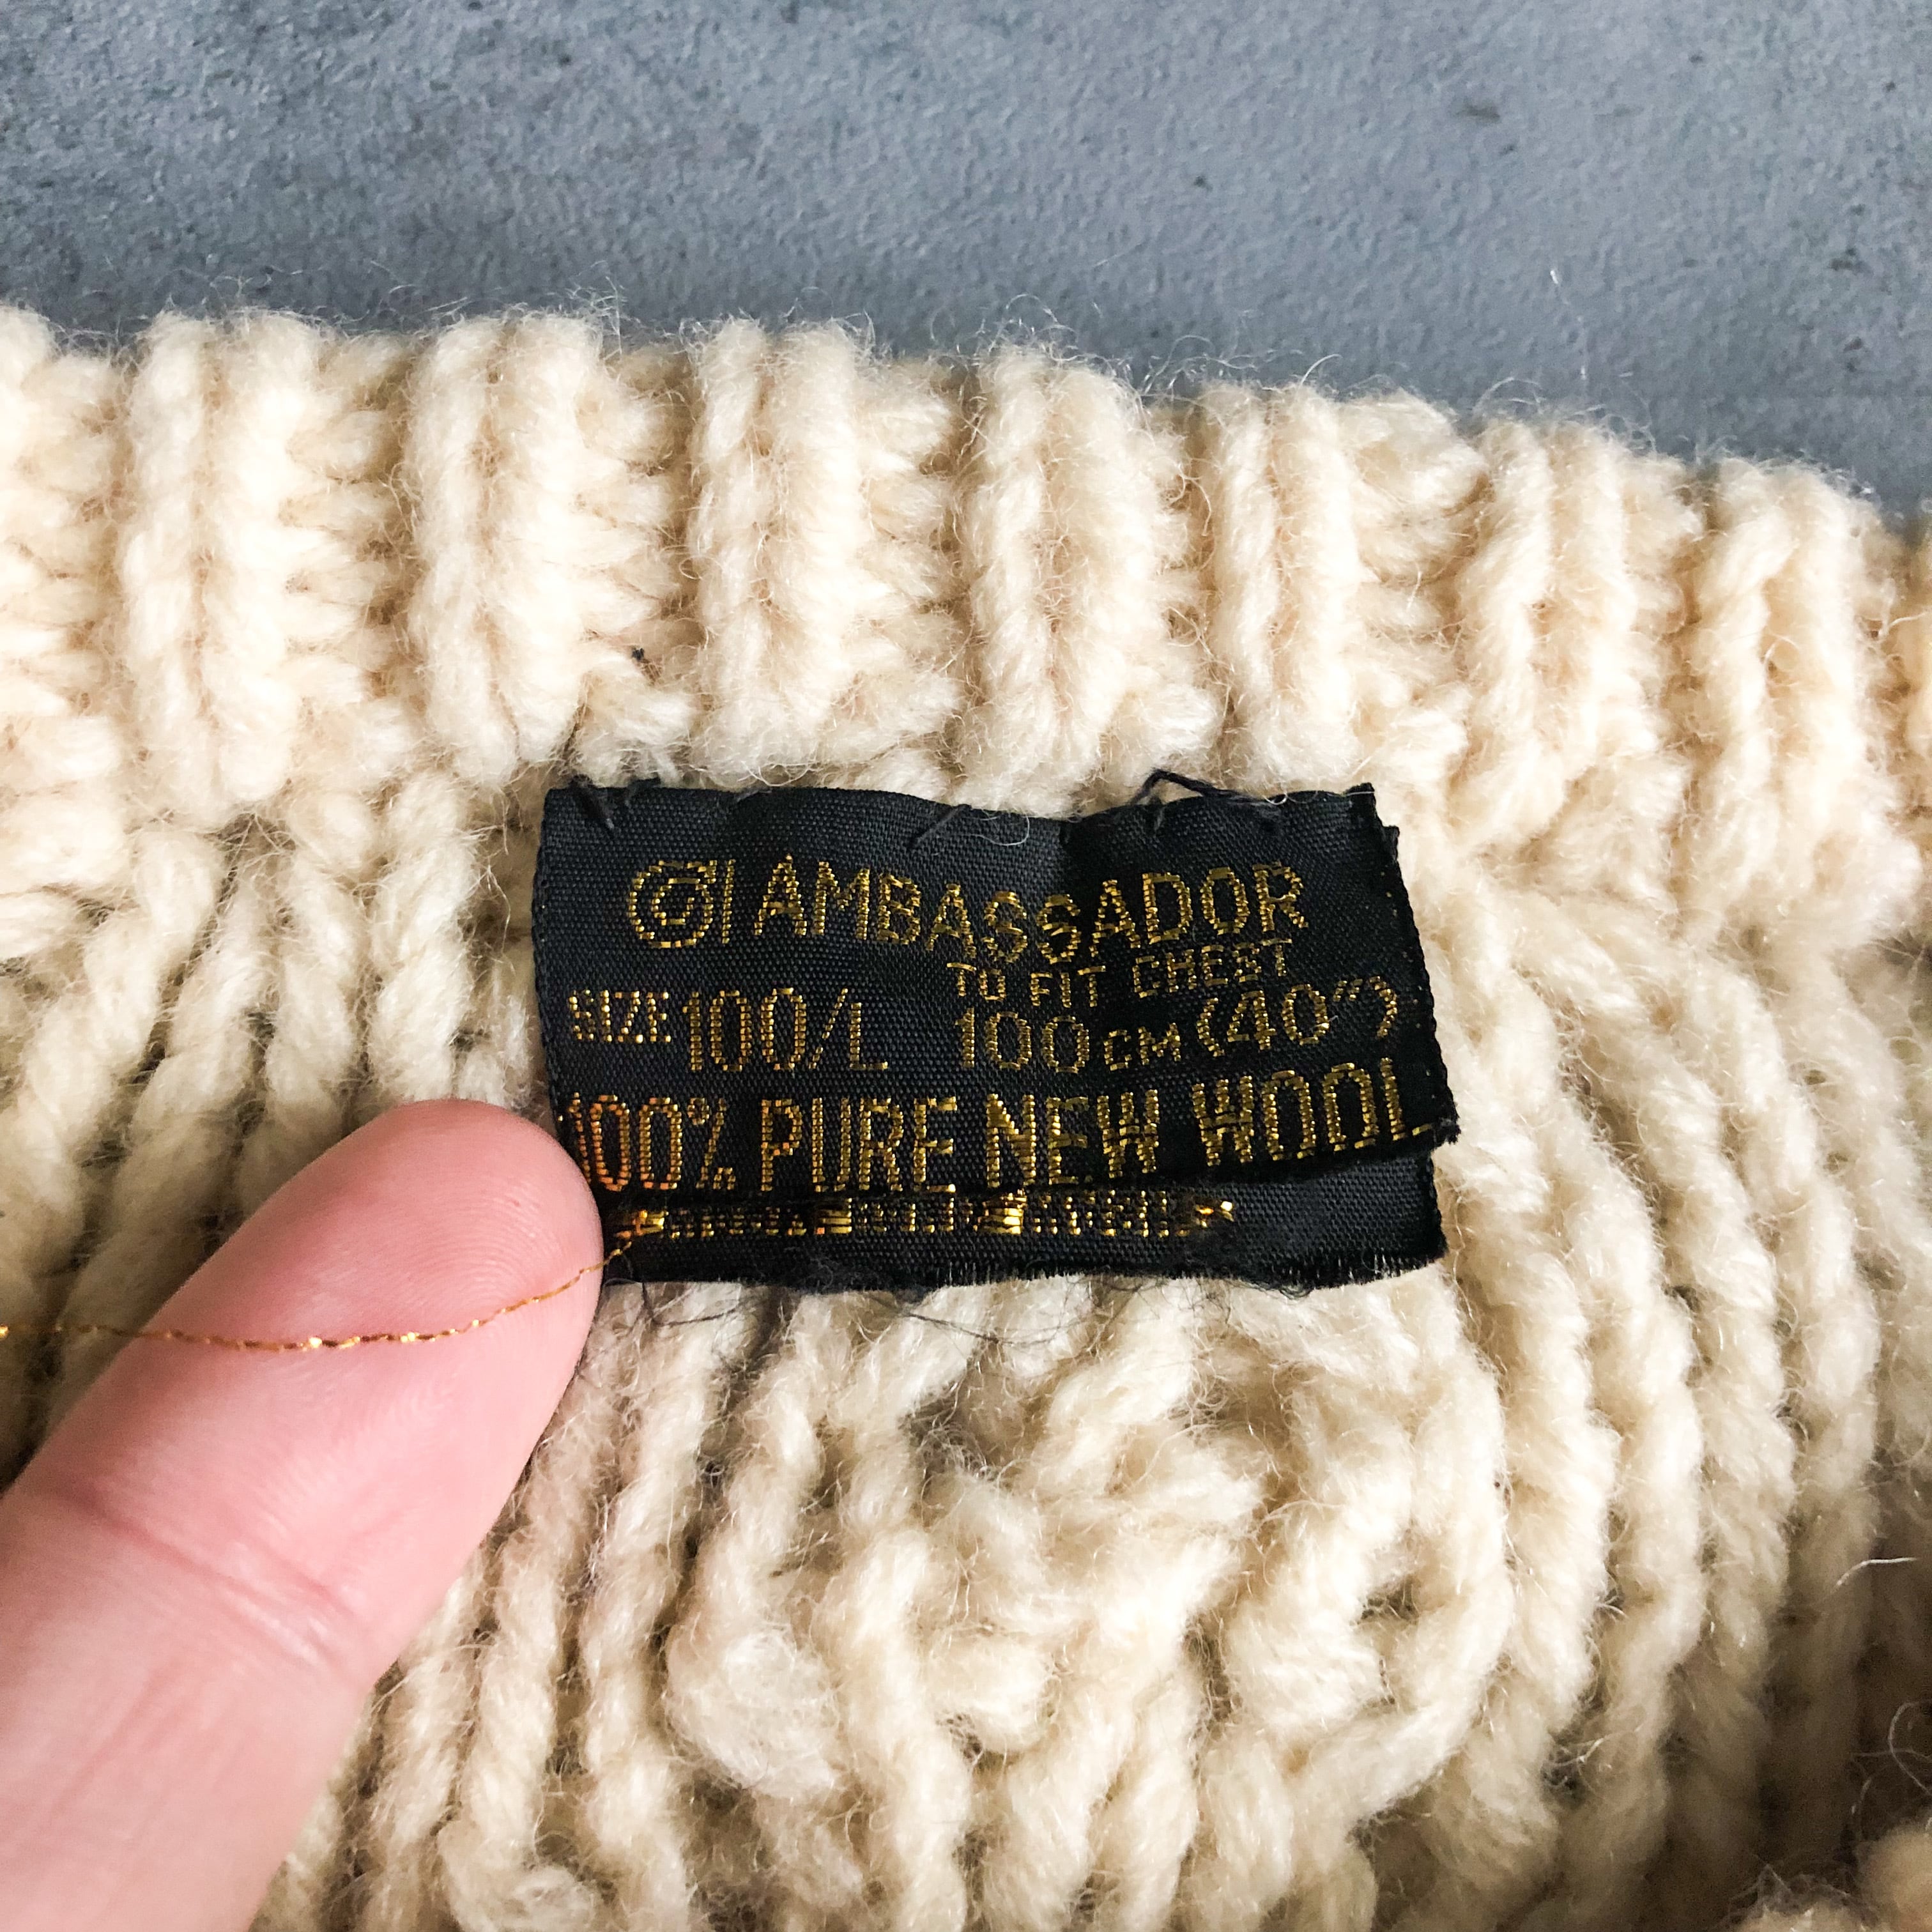 AMBASSADOR
TO FIT CHEST
SIZE 100/L 100CM (40")
100% PURE NEW WOOL